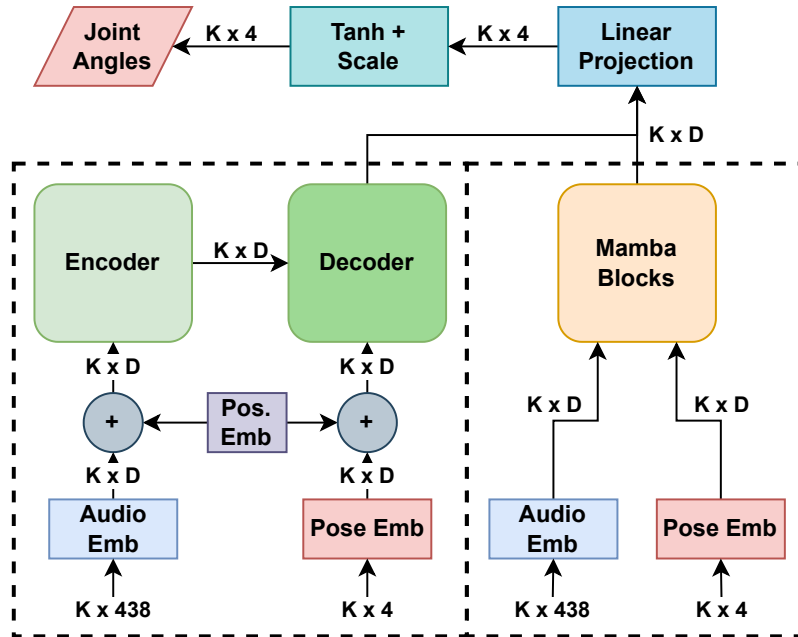 Joint
Angles
K x 4
Tanh +
Scale
K x 4
Linear
Projection
K x D
Encoder
K x D
Decoder
Mamba
Blocks
K x D
K x D
+
Pos.
Emb
+
K x D
K x D
K x D
K x D
Audio
Emb
Pose Emb
Audio
Emb
Pose Emb
K x 438
K x 4
K x 438
K x 4